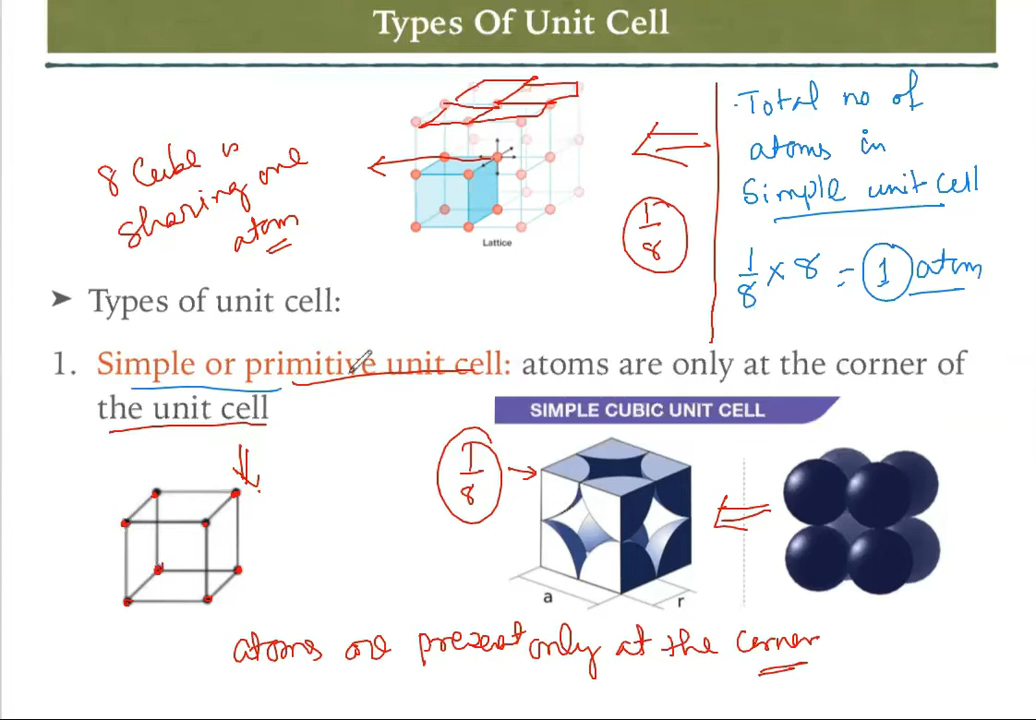 Types Of Unit Cell
8 Cube is
sharing one
atom
Lattice
1
8
Total no of
atoms in
Simple unit cell
1/8 × 8 = 1 atom
➤ Types of unit cell:
1. Simple or primitive unit cell: atoms are only at the corner of
the unit cell
SIMPLE CUBIC UNIT CELL
1
8
a
r
atoms are present only at the corner